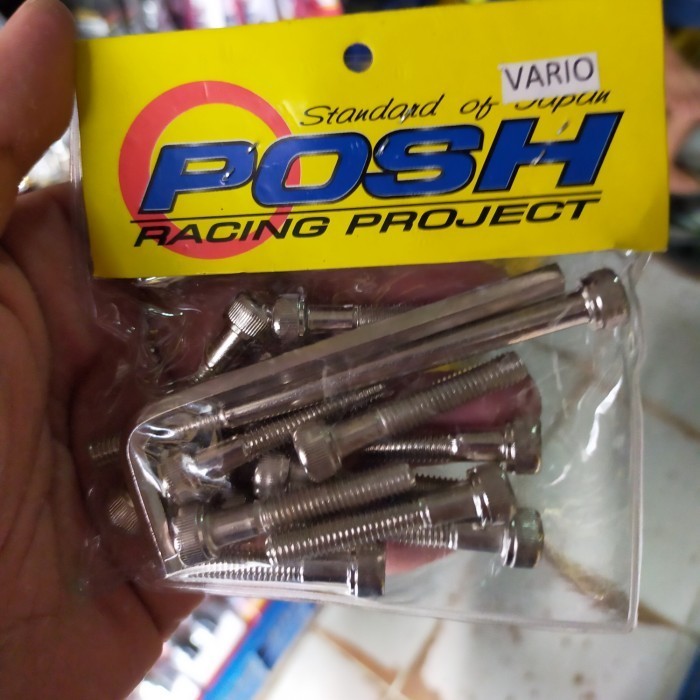 VARIO
Standard of Japan
POSH
RACING PROJECT